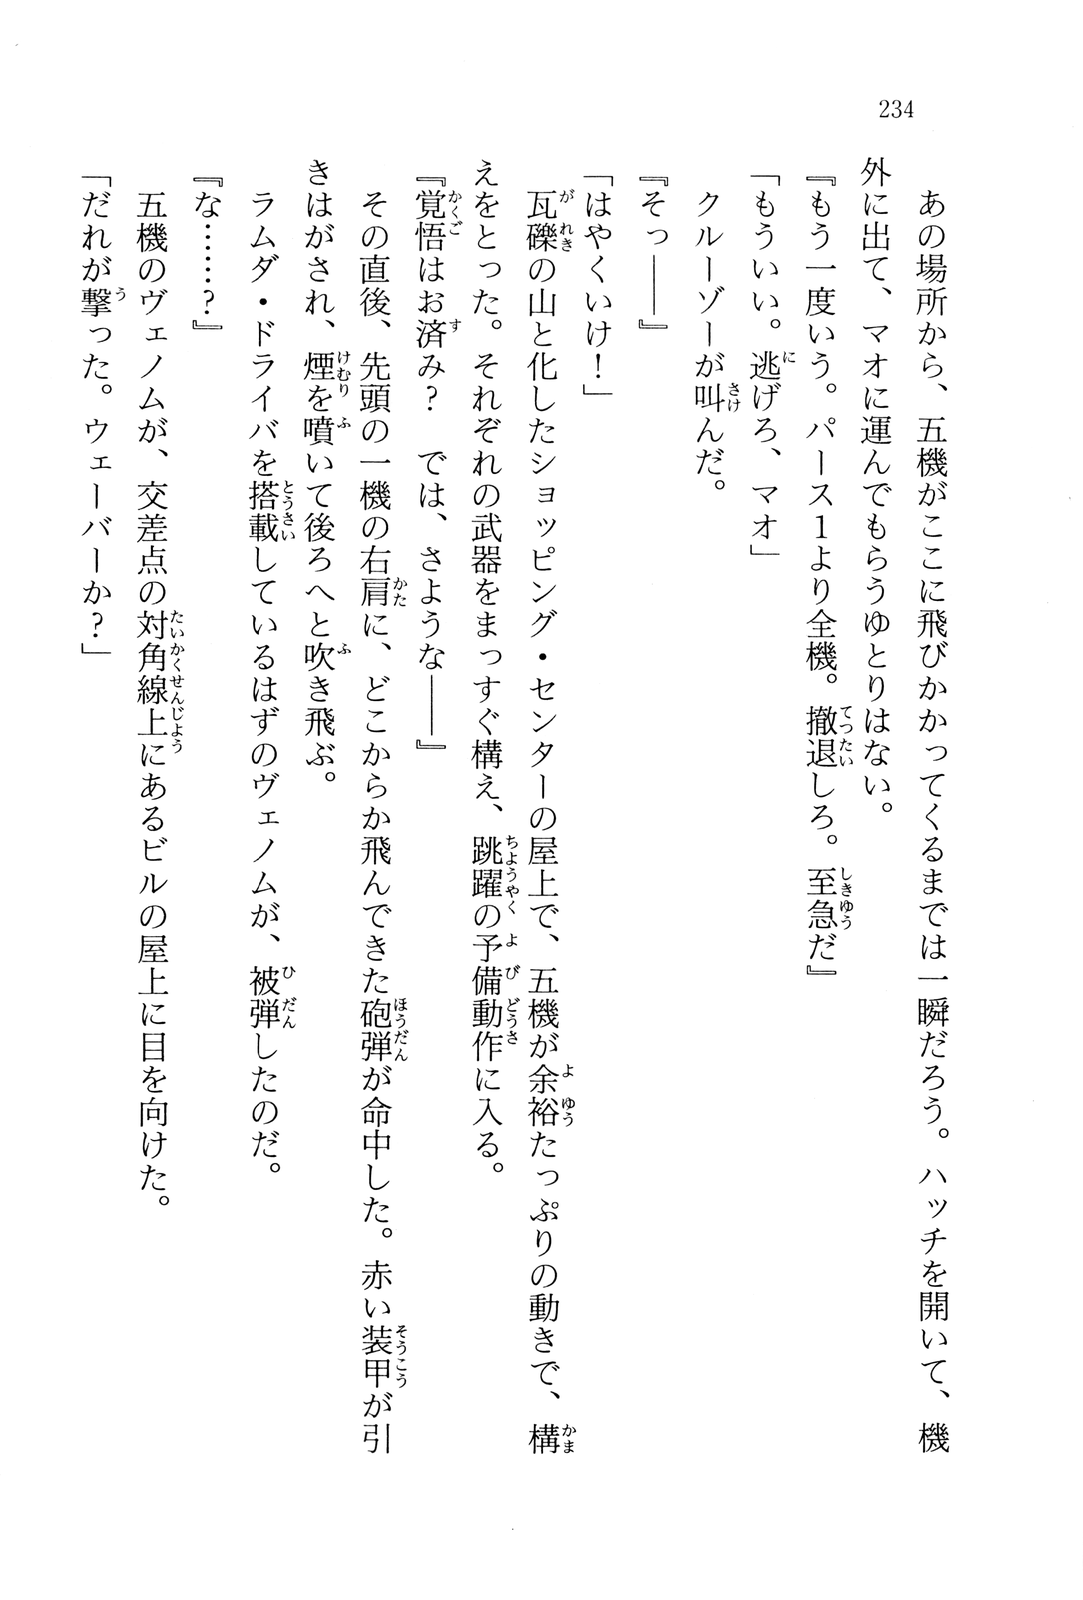 234
あの場所から、五機がここに飛びかかってくるまでは一瞬だろう。ハッチを開いて、機
外に出て、マオに運んでもらうゆとりはない。
『もう一度いう。パース1より全機。撤退しろ。至急だ』
「もういい。逃げろ、マオ」
クルーゾーが叫んだ。
『そっ――』
「はやくいけ！」
瓦礫の山と化したショッピング・センターの屋上で、五機が余裕たっぷりの動きで、構
えをとった。それぞれの武器をまっすぐ構え、跳躍の予備動作に入る。
『覚悟はお済み？　では、さような――』
その直後、先頭の一機の右肩に、どこからか飛んできた砲弾が命中した。赤い装甲が引
きはがされ、煙を噴いて後ろへと吹き飛ぶ。
ラムダ・ドライバを搭載しているはずのヴェノムが、被弾したのだ。
『な……？』
五機のヴェノムが、交差点の対角線上にあるビルの屋上に目を向けた。
「だれが撃った。ウェーバーか？」